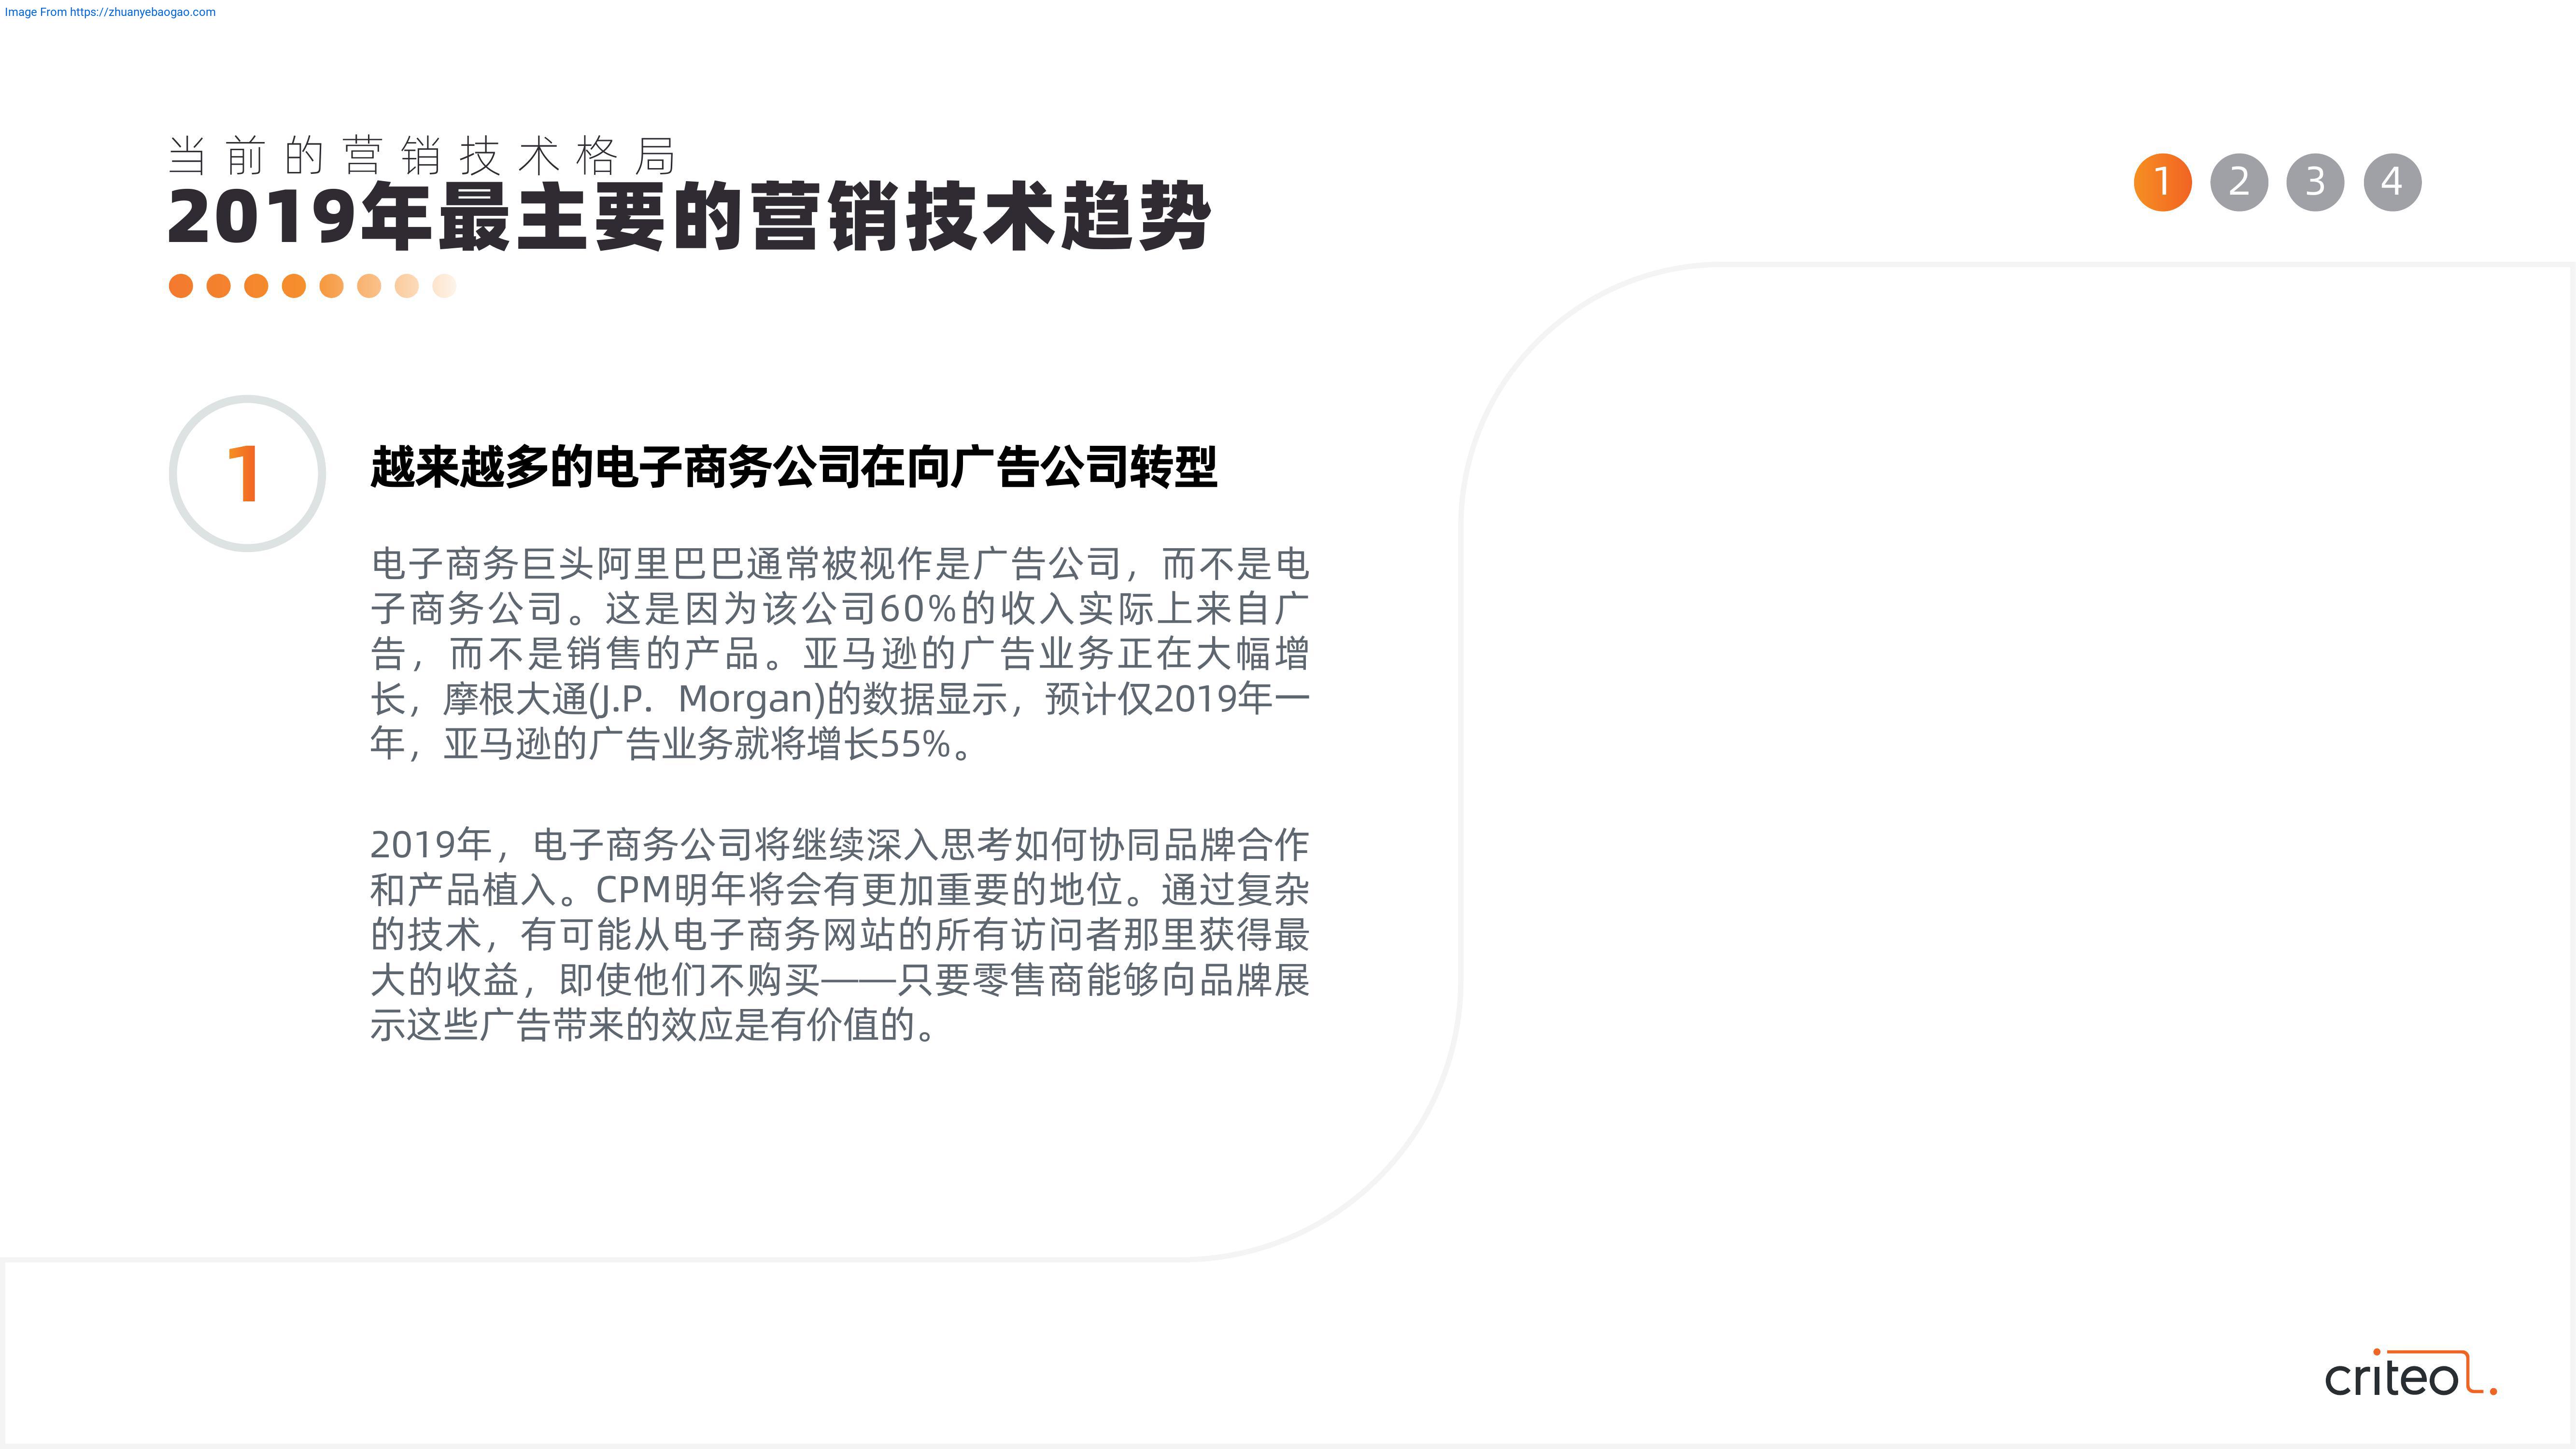 Image From https://zhuanyebaogao.com
当前的营销技术格局
2019年最主要的营销技术趋势
1 2 3 4
1
越来越多的电子商务公司在向广告公司转型
电子商务巨头阿里巴巴通常被视作是广告公司，而不是电
子商务公司。这是因为该公司60%的收入实际上来自广
告，而不是销售的产品。亚马逊的广告业务正在大幅增
长，摩根大通(J.P. Morgan)的数据显示，预计仅2019年一
年，亚马逊的广告业务就将增长55%。
2019年，电子商务公司将继续深入思考如何协同品牌合作
和产品植入。CPM明年将会有更加重要的地位。通过复杂
的技术，有可能从电子商务网站的所有访问者那里获得最
大的收益，即使他们不购买——只要零售商能够向品牌展
示这些广告带来的效应是有价值的。
criteo